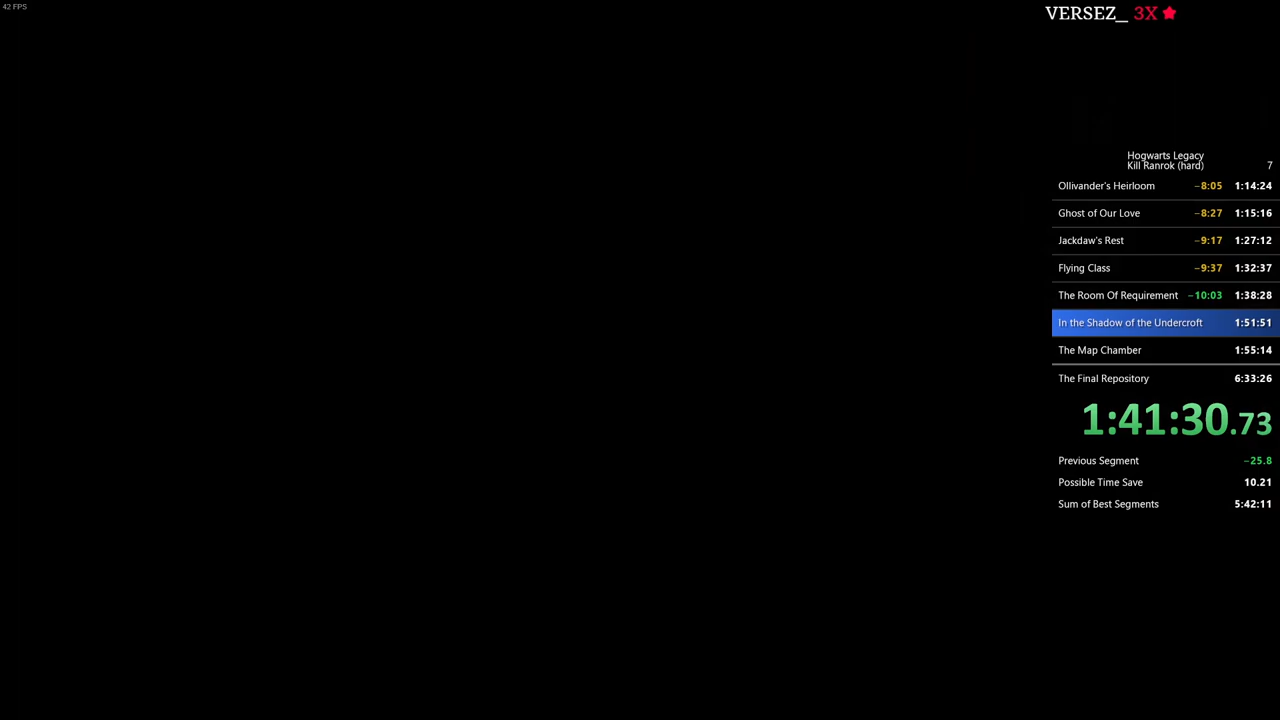 42 FPS
VERSEZ_ 3X
Hogwarts Legacy
Kill Ranrok (hard) 7
Ollivander's Heirloom −8:05 1:14:24
Ghost of Our Love −8:27 1:15:16
Jackdaw's Rest −9:17 1:27:12
Flying Class −9:37 1:32:37
The Room Of Requirement −10:03 1:38:28
In the Shadow of the Undercroft 1:51:51
The Map Chamber 1:55:14
The Final Repository 6:33:26
1:41:30.73
Previous Segment −25.8
Possible Time Save 10.21
Sum of Best Segments 5:42:11